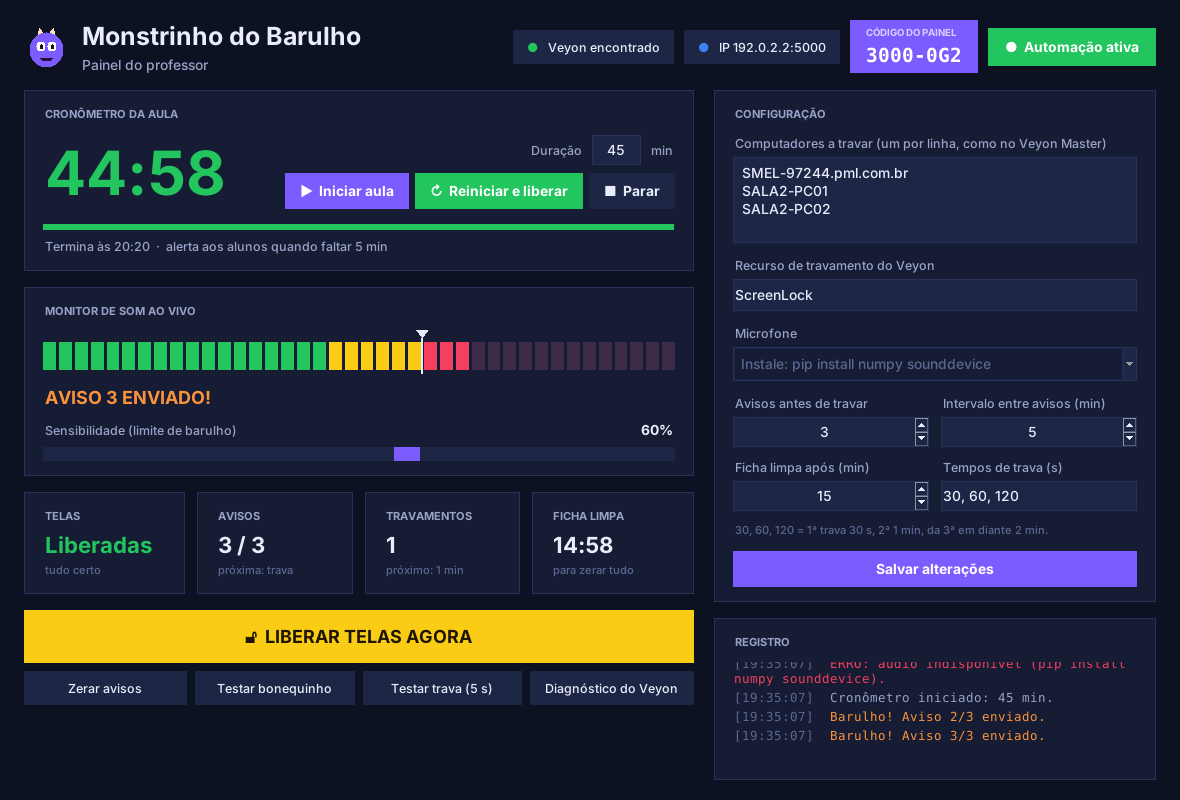 Monstrinho do Barulho
Painel do professor
Veyon encontrado
IP 192.0.2.2:5000
CÓDIGO DO PAINEL
3000-0G2
Automação ativa
CRONÔMETRO DA AULA
44:58
Duração 45 min
Iniciar aula
Reiniciar e liberar
Parar
Termina às 20:20 · alerta aos alunos quando faltar 5 min
MONITOR DE SOM AO VIVO
AVISO 3 ENVIADO!
Sensibilidade (limite de barulho) 60%
TELAS
Liberadas
tudo certo
AVISOS
3 / 3
próxima: trava
TRAVAMENTOS
1
próximo: 1 min
FICHA LIMPA
14:58
para zerar tudo
LIBERAR TELAS AGORA
Zerar avisos
Testar bonequinho
Testar trava (5 s)
Diagnóstico do Veyon
CONFIGURAÇÃO
Computadores a travar (um por linha, como no Veyon Master)
SMEL-97244.pml.com.br
SALA2-PC01
SALA2-PC02
Recurso de travamento do Veyon
ScreenLock
Microfone
Instale: pip install numpy sounddevice
Avisos antes de travar
3
Intervalo entre avisos (min)
5
Ficha limpa após (min)
15
Tempos de trava (s)
30, 60, 120
30, 60, 120 = 1ª trava 30 s, 2ª 1 min, da 3ª em diante 2 min.
Salvar alterações
REGISTRO
[19:35:07] ERRO: áudio indisponível (pip install
numpy sounddevice).
[19:35:07] Cronômetro iniciado: 45 min.
[19:35:07] Barulho! Aviso 2/3 enviado.
[19:35:07] Barulho! Aviso 3/3 enviado.